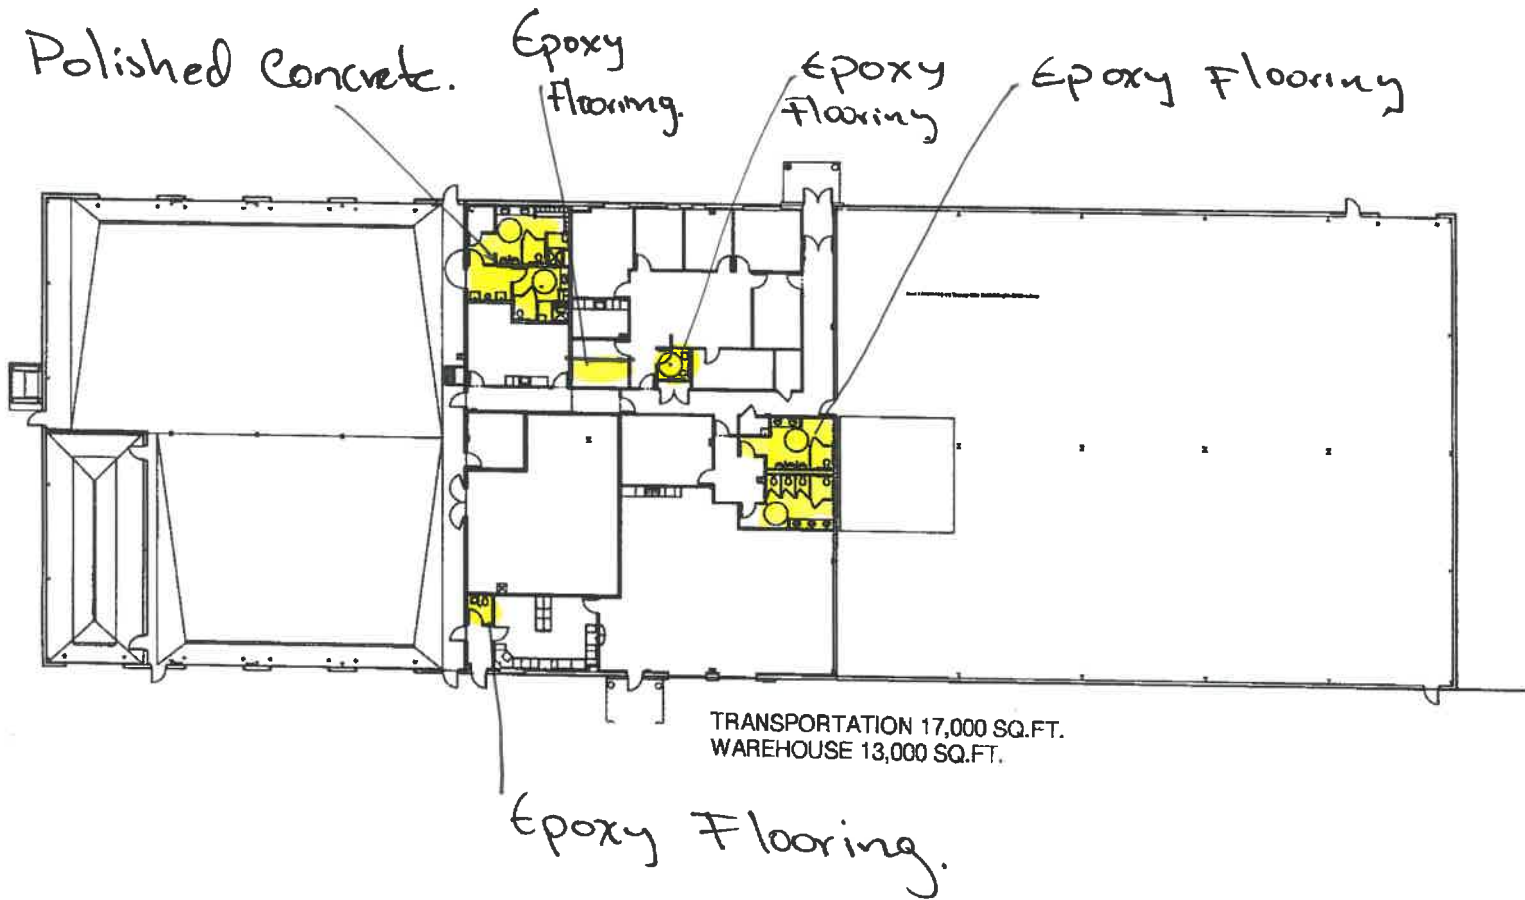 Polished Concrete.
Epoxy
Flooring.
Epoxy
Flooring
Epoxy Flooring
TRANSPORTATION 17,000 SQ.FT.
WAREHOUSE 13,000 SQ.FT.
Epoxy Flooring.